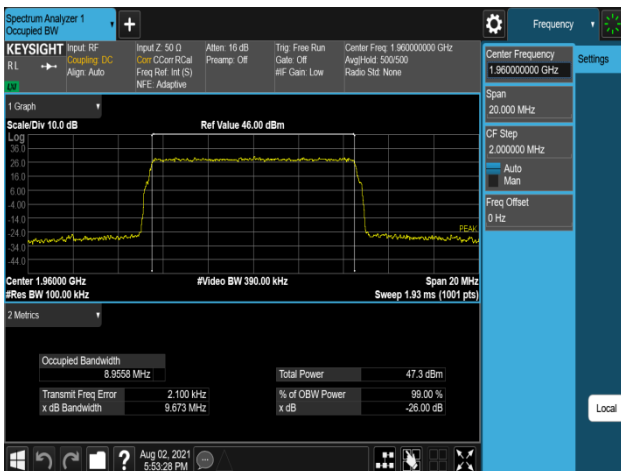 Spectrum Analyzer 1
Occupied BW
Frequency
KEYSIGHT
RL
Input: RF
Coupling: DC
Align: Auto
Input Z: 50 Ω
Corr CCorr RCal
Freq Ref: Int (S)
NFE: Adaptive
Atten: 16 dB
Preamp: Off
Trig: Free Run
Gate: Off
#IF Gain: Low
Center Freq: 1.960000000 GHz
Avg|Hold: 500/500
Radio Std: None
1 Graph
Scale/Div 10.0 dB
Ref Value 46.00 dBm
Log
36.0
26.0
16.0
6.00
-4.00
-14.0
-24.0
-34.0
-44.0
PEAK
Center 1.96000 GHz
#Video BW 390.00 kHz
Span 20 MHz
#Res BW 100.00 kHz
Sweep 1.93 ms (1001 pts)
2 Metrics
Occupied Bandwidth
8.9558 MHz
Total Power
47.3 dBm
Transmit Freq Error
2.100 kHz
% of OBW Power
99.00 %
x dB Bandwidth
9.673 MHz
x dB
-26.00 dB
Center Frequency
1.960000000 GHz
Settings
Span
20.000 MHz
CF Step
2.000000 MHz
Auto
Man
Freq Offset
0 Hz
Local
?
Aug 02, 2021
5:53:28 PM